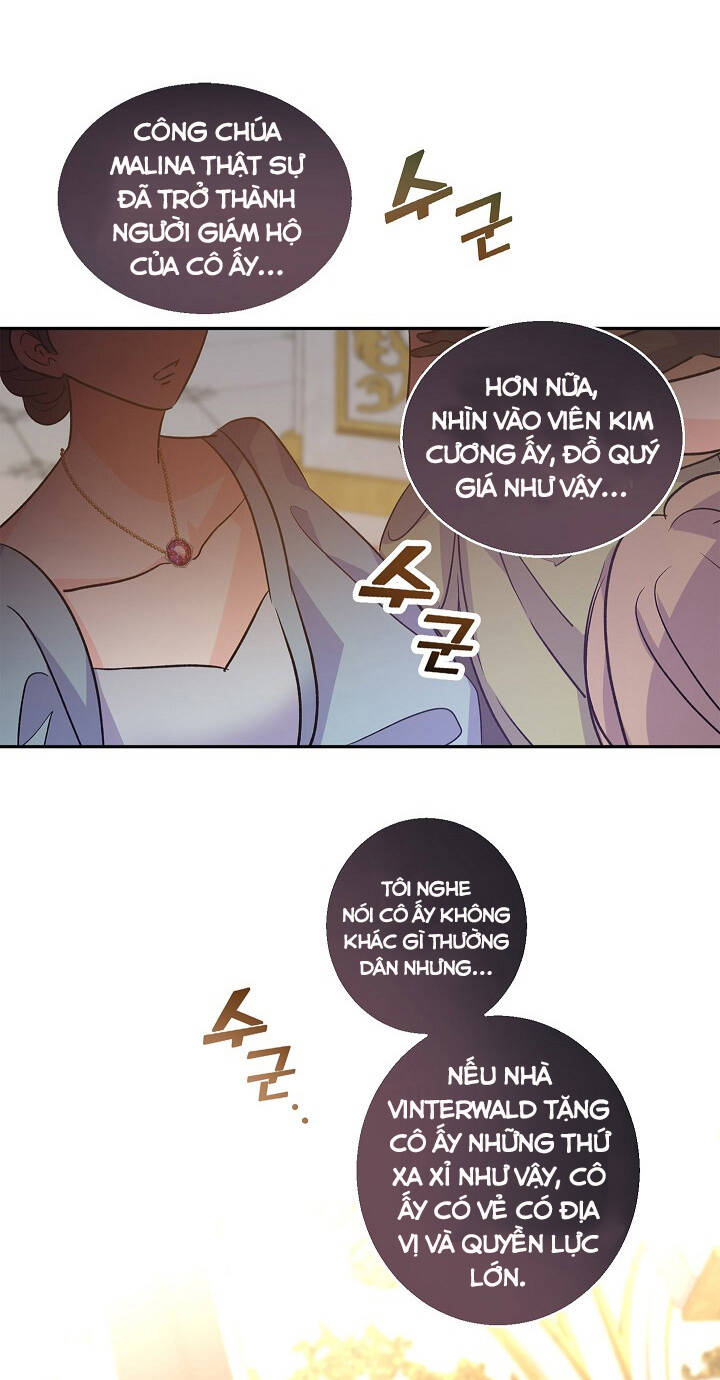 CÔNG CHÚA
MALINA THẬT SỰ
ĐÃ TRỞ THÀNH
NGƯỜI GIÁM HỘ
CỦA CÔ ẤY...
수군
HƠN NỮA,
NHÌN VÀO VIÊN KIM
CƯƠNG ẤY, ĐỒ QUÝ
GIÁ NHƯ VẬY...
수군
TÔI NGHE
NÓI CÔ ẤY KHÔNG
KHÁC GÌ THƯỜNG
DÂN NHƯNG...
수군..
NẾU NHÀ
VINTERWALD TẶNG
CÔ ẤY NHỮNG THỨ
XA XỈ NHƯ VẬY, CÔ
ẤY CÓ VẺ CÓ ĐỊA
VỊ VÀ QUYỀN LỰC
LỚN.